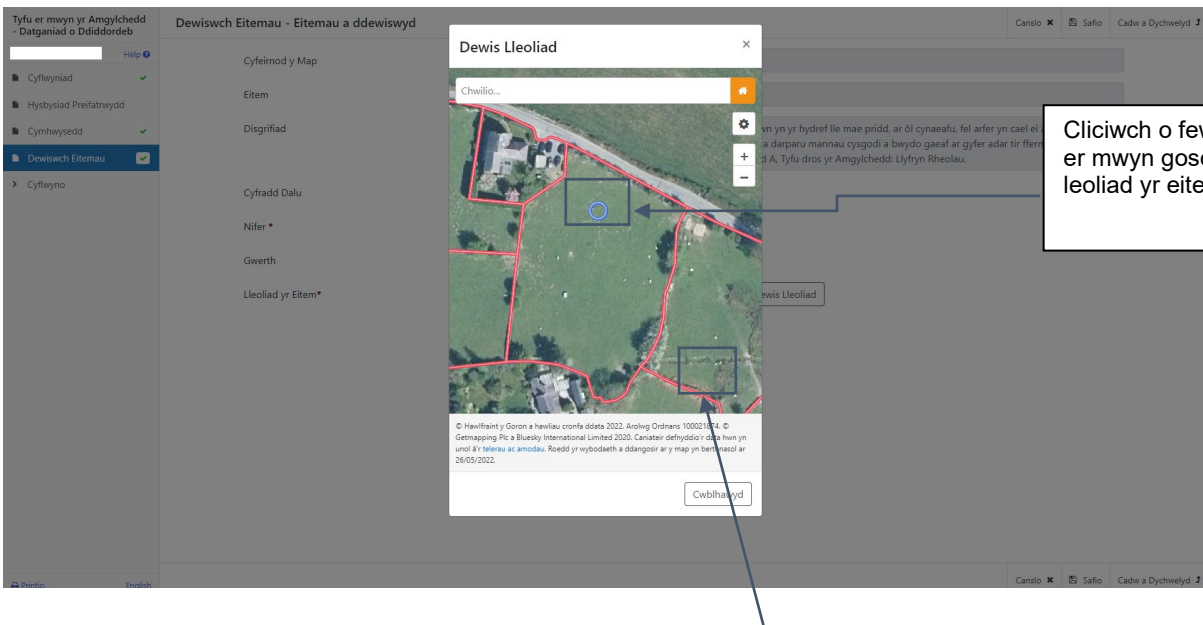 Tyfu er mwyn yr Amgylchedd
- Datganiad o Ddiddordeb
Help
Cyflwyniad
Hysbysiad Preifatrwydd
Cymhwysedd
Dewiswch Eitemau
Cyflwyno
Printio
English
Dewiswch Eitemau - Eitemau a ddewiswyd
Canslo
Safio
Cadw a Dychwelyd
Cyfeirnod y Map
Eitem
Disgrifiad
yn yr hydref lle mae pridd, ar ôl cynaeafu, fel arfer yn cael ei
a darparu mannau cysgodi a bwydo gaeaf ar gyfer adar tir
A, Tyfu dros yr Amgylchedd: Llyfryn Rheolau.
Cyfradd Dalu
Nifer *
Gwerth
Lleoliad yr Eitem*
Lleoliad
Dewis Lleoliad
×
Chwilio...
+
−
© Hawlfraint y Goron a hawliau cronfa ddata 2022. Arolwg Ordnans 100021874. ©
Getmapping Plc a Bluesky International Limited 2020. Caniateir defnyddio'r data hwn yn
unol â'r telerau ac amodau. Roedd yr wybodaeth a ddangosir ar y map yn berthnasol ar
26/05/2022.
Cwblhawyd
Cliciwch o
er mwyn
leoliad yr
Canslo
Safio
Cadw a Dychwelyd